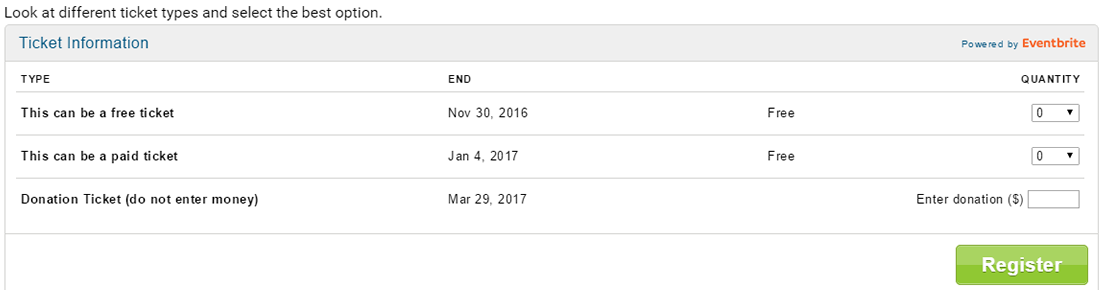 Look at different ticket types and select the best option.
Ticket Information Powered by Eventbrite
TYPE END QUANTITY
This can be a free ticket Nov 30, 2016 Free 0
This can be a paid ticket Jan 4, 2017 Free 0
Donation Ticket (do not enter money) Mar 29, 2017 Enter donation ($)
Register